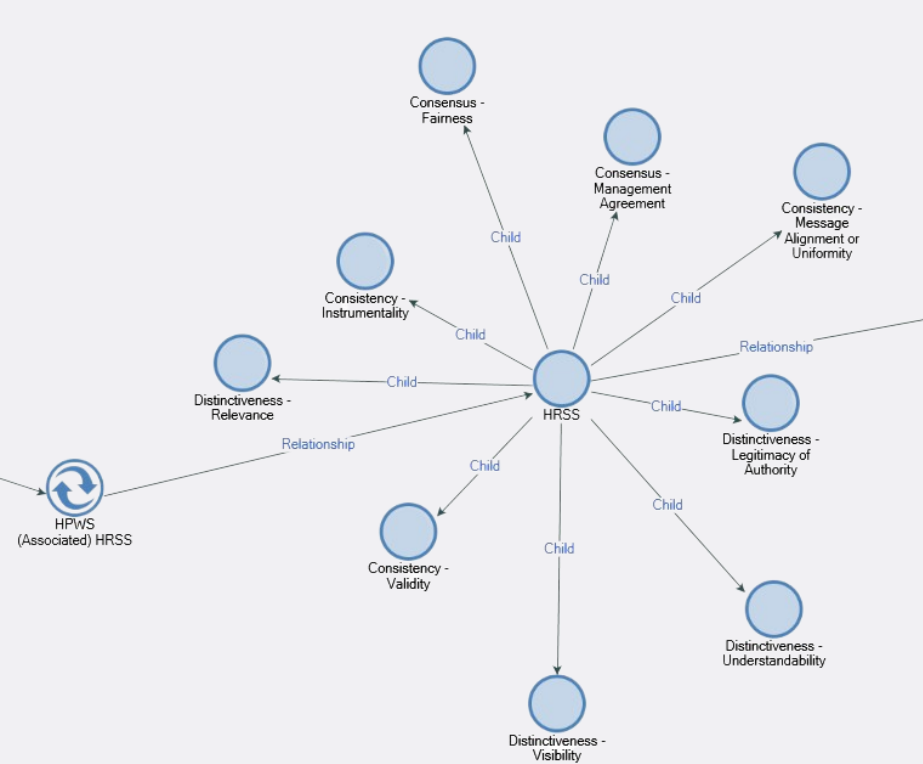 Consensus -
Fairness
Consensus -
Management
Agreement
Consistency -
Message
Alignment or
Uniformity
Child
Consistency -
Instrumentality
Child
Child
Child
Relationship
Distinctiveness -
Relevance
Child
HRSS
Child
Distinctiveness -
Legitimacy of
Authority
Relationship
Child
HPWS
(Associated) HRSS
Child
Consistency -
Validity
Child
Distinctiveness -
Understandability
Distinctiveness -
Visibility